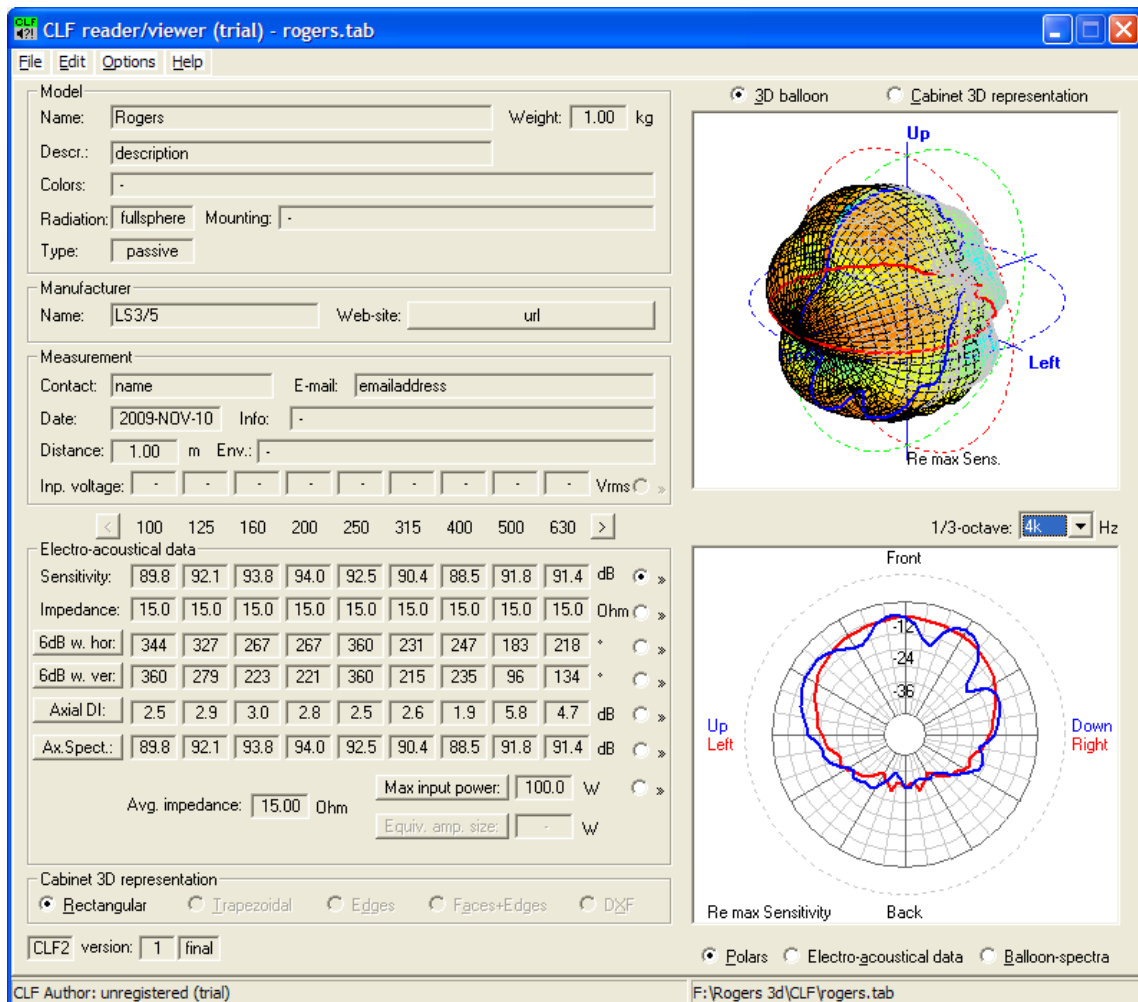 CLF reader/viewer (trial) - rogers.tab
File Edit Options Help
Model
Name: Rogers Weight: 1.00 kg
Descr.: description
Colors: -
Radiation: fullsphere Mounting: -
Type: passive
Manufacturer
Name: LS3/5 Web-site: url
Measurement
Contact: name E-mail: emailaddress
Date: 2009-NOV-10 Info: -
Distance: 1.00 m Env.: -
Inp. voltage: - - - - - - - - - Vrms »
< 100 125 160 200 250 315 400 500 630 >
Electro-acoustical data
Sensitivity: 89.8 92.1 93.8 94.0 92.5 90.4 88.5 91.8 91.4 dB »
Impedance: 15.0 15.0 15.0 15.0 15.0 15.0 15.0 15.0 15.0 Ohm »
6dB w. hor: 344 327 267 267 360 231 247 183 218 ° »
6dB w. ver: 360 279 223 221 360 215 235 96 134 ° »
Axial DI: 2.5 2.9 3.0 2.8 2.5 2.6 1.9 5.8 4.7 dB »
Ax.Spect.: 89.8 92.1 93.8 94.0 92.5 90.4 88.5 91.8 91.4 dB »
Avg. impedance: 15.00 Ohm
Max input power: 100.0 W »
Equiv. amp. size: - W
Cabinet 3D representation
Rectangular Trapezoidal Edges Faces+Edges DXF
CLF2 version: 1 final
3D balloon Cabinet 3D representation
Up
Left
Re max Sens.
1/3-octave: 4k Hz
Front
-12
-24
-36
Up Down
Left Right
Re max Sensitivity Back
Polars Electro-acoustical data Balloon-spectra
CLF Author: unregistered (trial) F:\Rogers 3d\CLF\rogers.tab